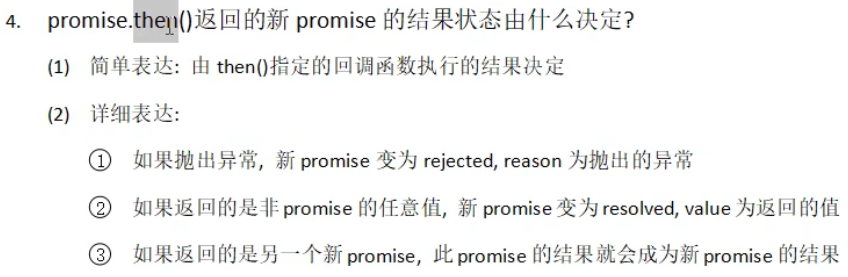 4. promise.then()返回的新 promise 的结果状态由什么决定?
(1) 简单表达: 由 then()指定的回调函数执行的结果决定
(2) 详细表达:
① 如果抛出异常, 新 promise 变为 rejected, reason 为抛出的异常
② 如果返回的是非 promise 的任意值, 新 promise 变为 resolved, value 为返回的值
③ 如果返回的是另一个新 promise, 此 promise 的结果就会成为新 promise 的结果